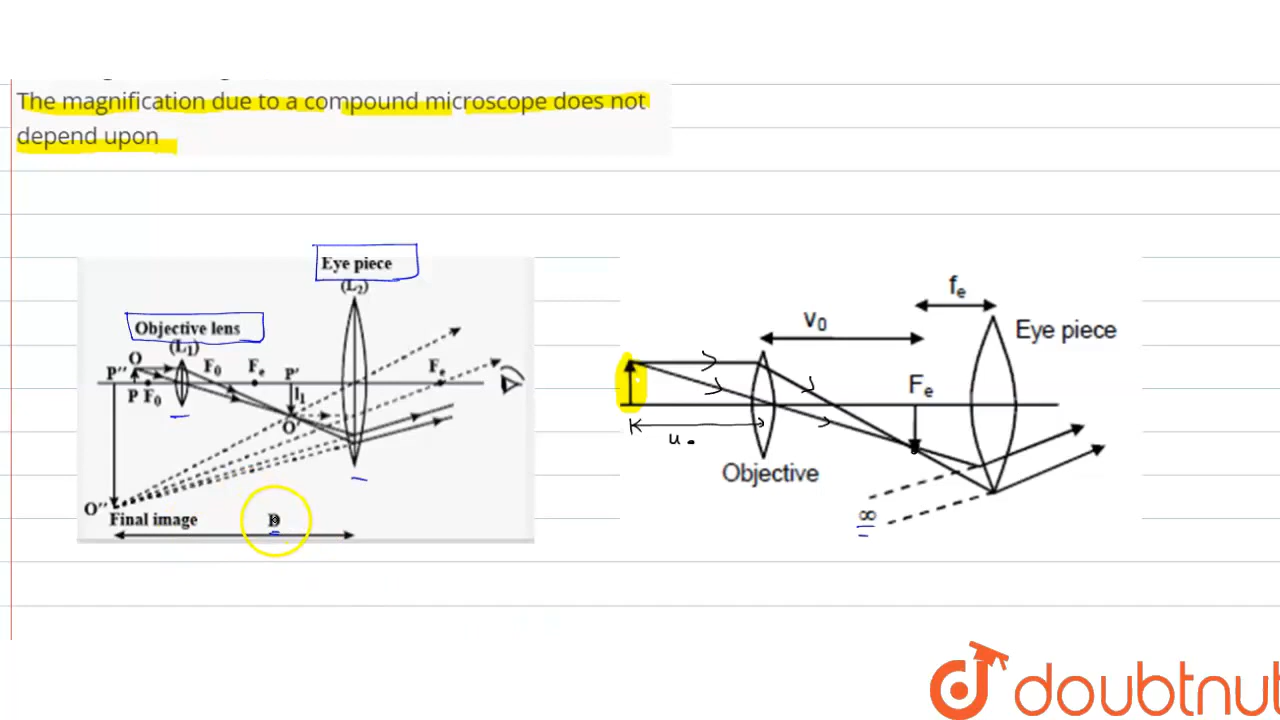 The magnification due to a compound microscope does not
depend upon
Eye piece
(L₂)
Objective lens
(L₁)
P'' O F₀ Fₑ P' Fₑ
P F₀ I₁
O'
O''
Final image D
fₑ
v₀
Eye piece
Fₑ
u₀
Objective
∞
doubtnut